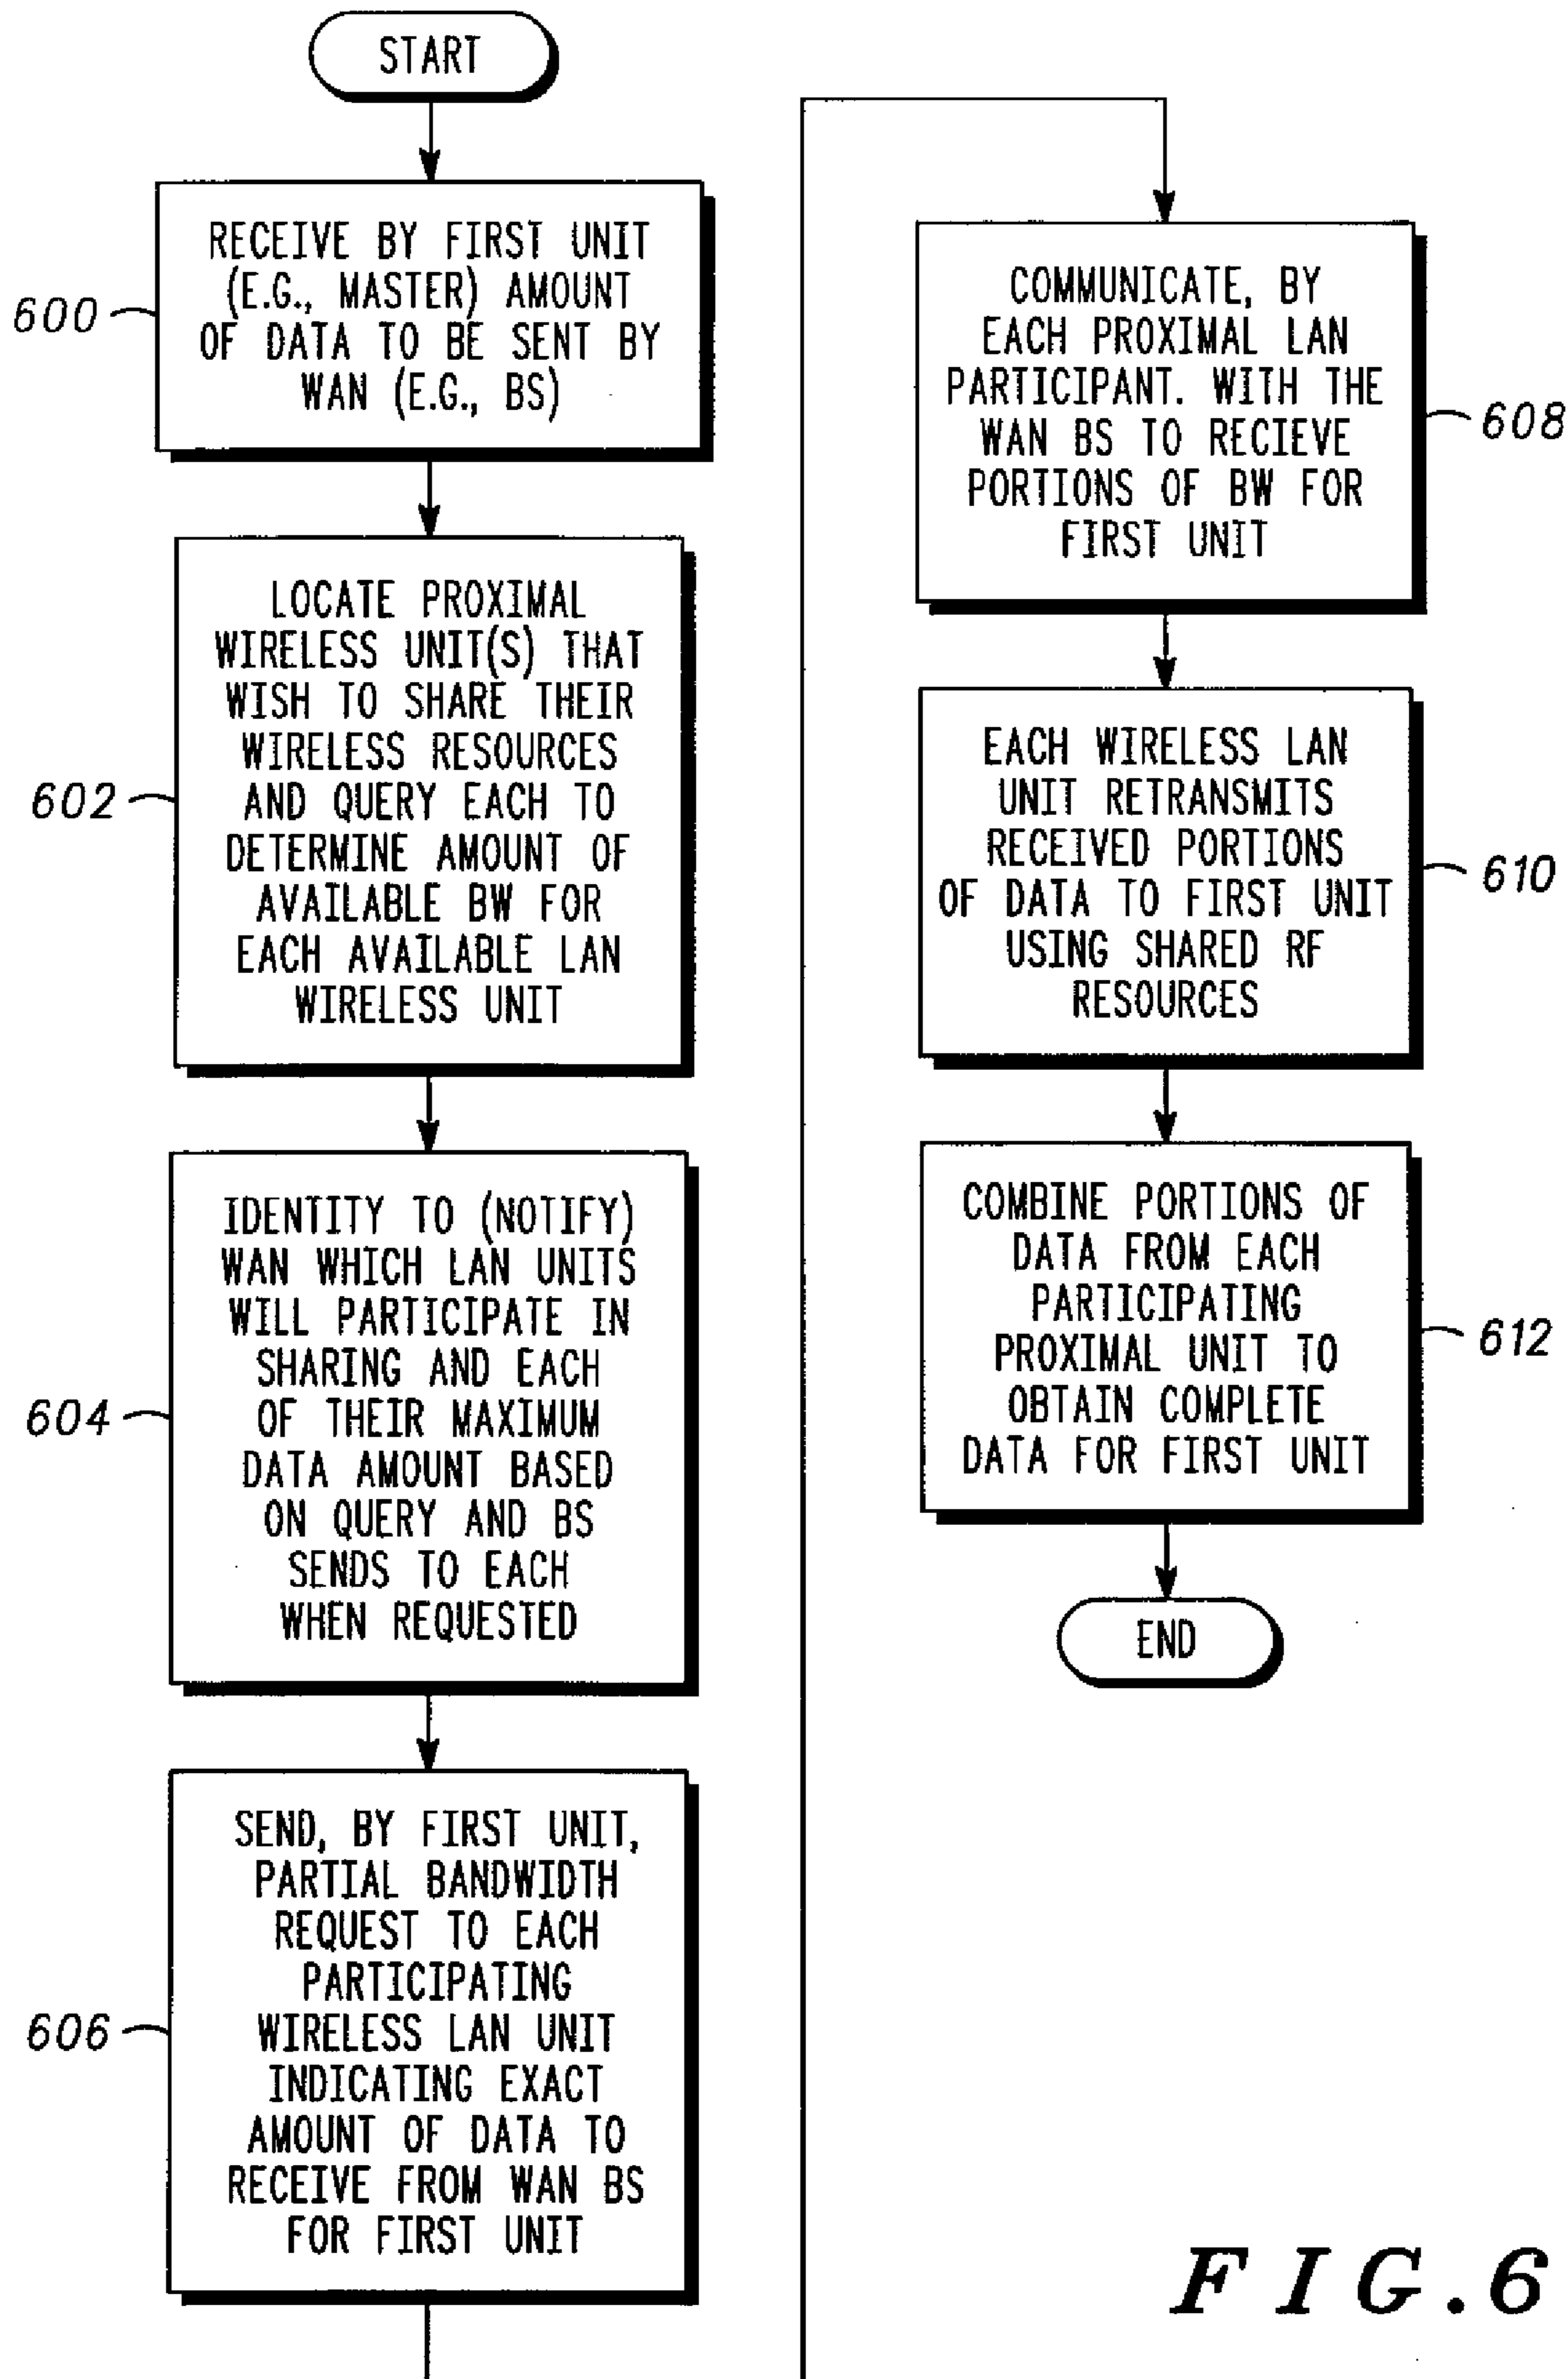 START
600
RECEIVE BY FIRST UNIT
(E.G., MASTER) AMOUNT
OF DATA TO BE SENT BY
WAN (E.G., BS)
602
LOCATE PROXIMAL
WIRELESS UNIT(S) THAT
WISH TO SHARE THEIR
WIRELESS RESOURCES
AND QUERY EACH TO
DETERMINE AMOUNT OF
AVAILABLE BW FOR
EACH AVAILABLE LAN
WIRELESS UNIT
604
IDENTITY TO (NOTIFY)
WAN WHICH LAN UNITS
WILL PARTICIPATE IN
SHARING AND EACH
OF THEIR MAXIMUM
DATA AMOUNT BASED
ON QUERY AND BS
SENDS TO EACH
WHEN REQUESTED
606
SEND, BY FIRST UNIT,
PARTIAL BANDWIDTH
REQUEST TO EACH
PARTICIPATING
WIRELESS LAN UNIT
INDICATING EXACT
AMOUNT OF DATA TO
RECEIVE FROM WAN BS
FOR FIRST UNIT
COMMUNICATE, BY
EACH PROXIMAL LAN
PARTICIPANT. WITH THE
WAN BS TO RECIEVE
PORTIONS OF BW FOR
FIRST UNIT
608
EACH WIRELESS LAN
UNIT RETRANSMITS
RECEIVED PORTIONS
OF DATA TO FIRST UNIT
USING SHARED RF
RESOURCES
610
COMBINE PORTIONS OF
DATA FROM EACH
PARTICIPATING
PROXIMAL UNIT TO
OBTAIN COMPLETE
DATA FOR FIRST UNIT
612
END
FIG.6